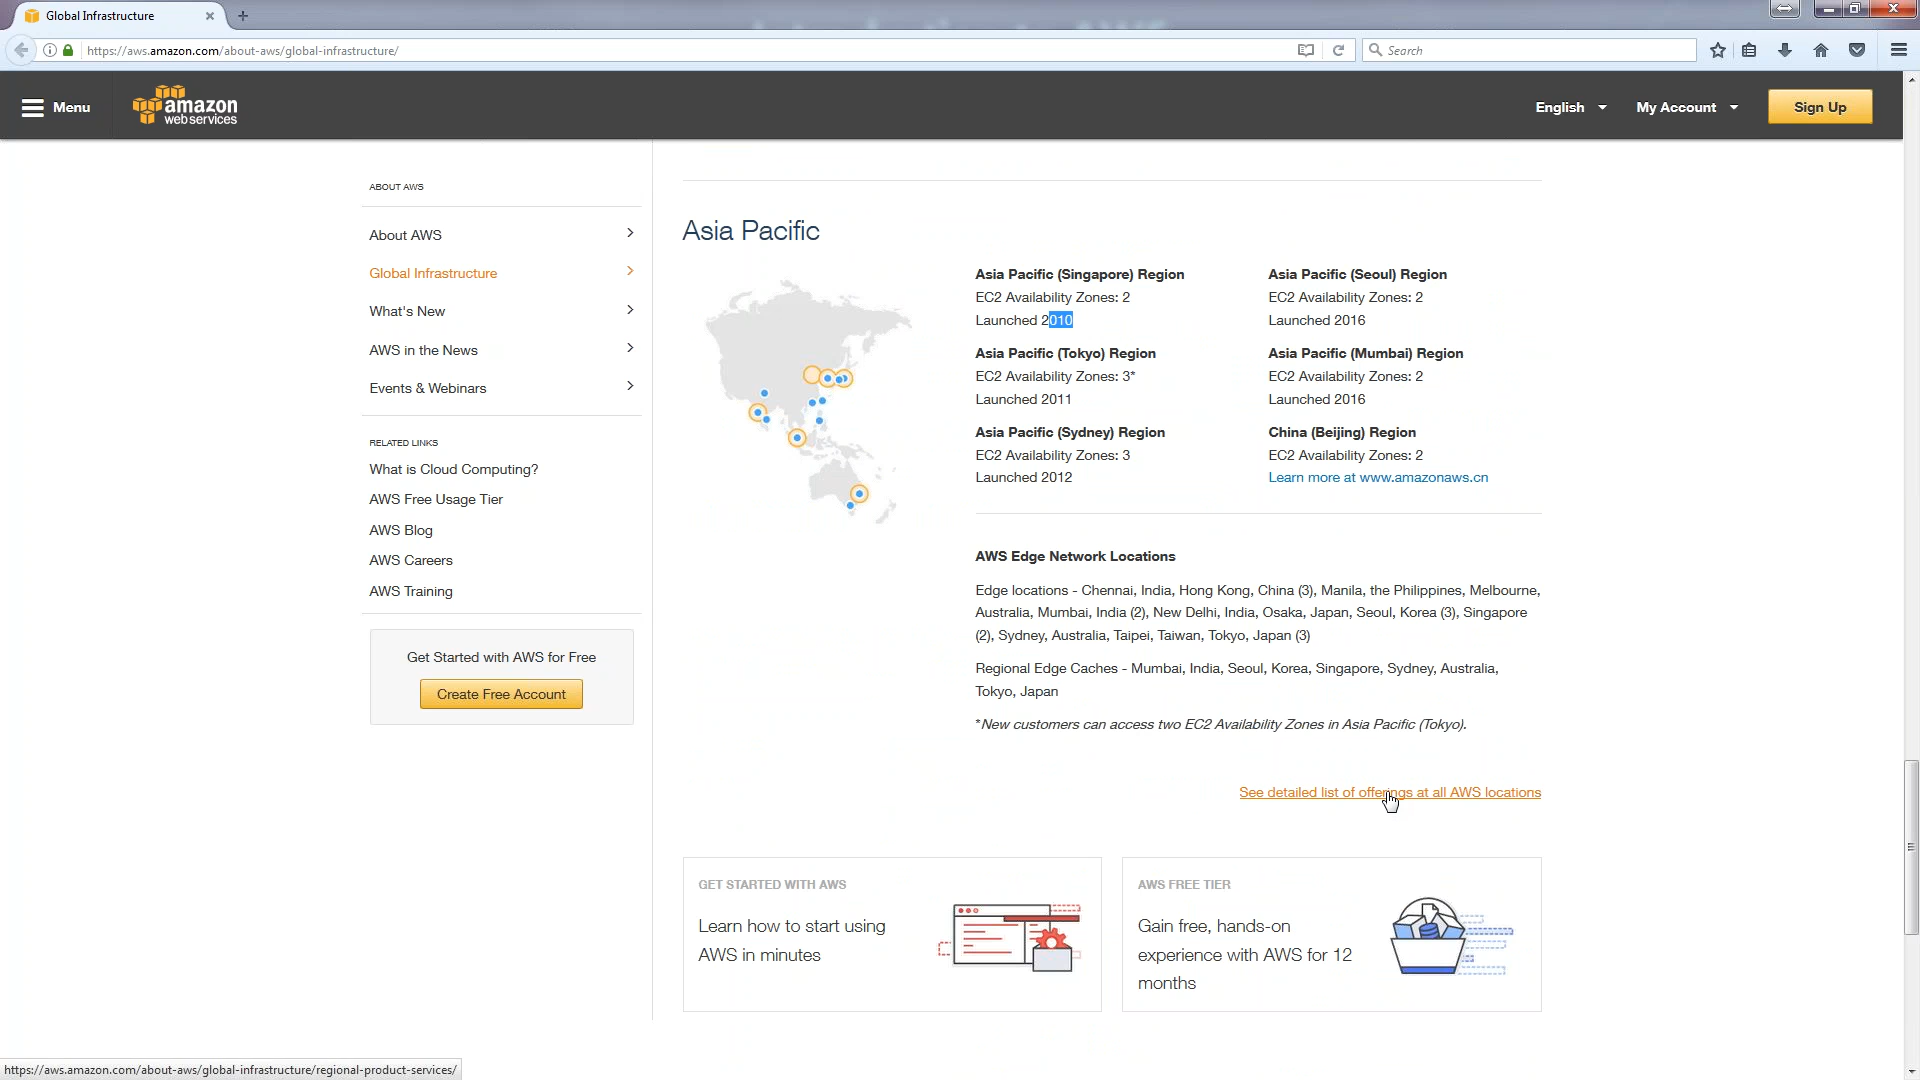 Global Infrastructure
https://aws.amazon.com/about-aws/global-infrastructure/
Search
Menu
amazon
web services
English
My Account
Sign Up
ABOUT AWS
About AWS
Global Infrastructure
What's New
AWS in the News
Events & Webinars
RELATED LINKS
What is Cloud Computing?
AWS Free Usage Tier
AWS Blog
AWS Careers
AWS Training
Get Started with AWS for Free
Create Free Account
Asia Pacific
Asia Pacific (Singapore) Region
EC2 Availability Zones: 2
Launched 2010
Asia Pacific (Tokyo) Region
EC2 Availability Zones: 3*
Launched 2011
Asia Pacific (Sydney) Region
EC2 Availability Zones: 3
Launched 2012
Asia Pacific (Seoul) Region
EC2 Availability Zones: 2
Launched 2016
Asia Pacific (Mumbai) Region
EC2 Availability Zones: 2
Launched 2016
China (Beijing) Region
EC2 Availability Zones: 2
Learn more at www.amazonaws.cn
AWS Edge Network Locations
Edge locations - Chennai, India, Hong Kong, China (3), Manila, the Philippines, Melbourne,
Australia, Mumbai, India (2), New Delhi, India, Osaka, Japan, Seoul, Korea (3), Singapore
(2), Sydney, Australia, Taipei, Taiwan, Tokyo, Japan (3)
Regional Edge Caches - Mumbai, India, Seoul, Korea, Singapore, Sydney, Australia,
Tokyo, Japan
*New customers can access two EC2 Availability Zones in Asia Pacific (Tokyo).
See detailed list of offerings at all AWS locations
GET STARTED WITH AWS
Learn how to start using
AWS in minutes
AWS FREE TIER
Gain free, hands-on
experience with AWS for 12
months
https://aws.amazon.com/about-aws/global-infrastructure/regional-product-services/